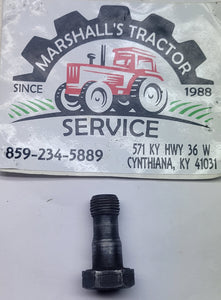 MARSHALL'S TRACTOR
SINCE 1988
SERVICE
859-234-5889
571 KY HWY 36 W
CYNTHIANA, KY 41031